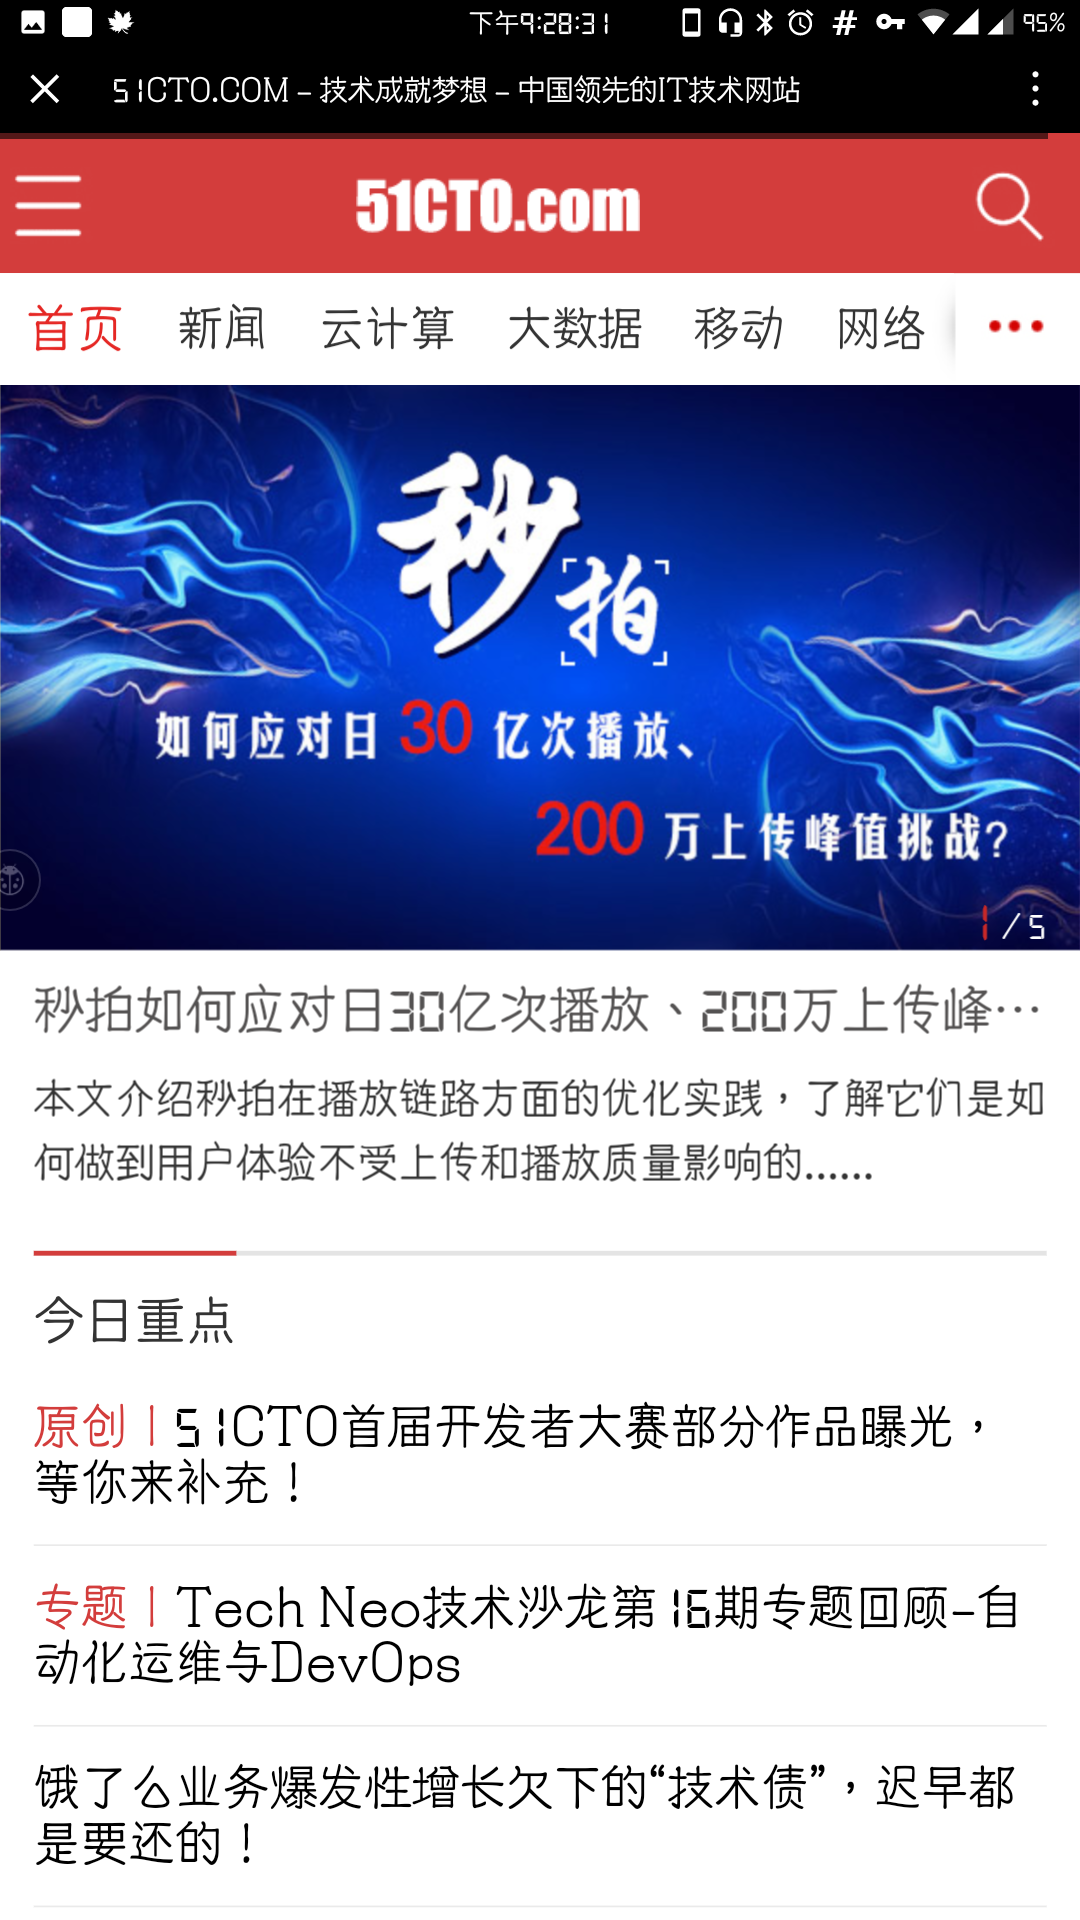 下午9:28:31
95%
51CTO.COM – 技术成就梦想 – 中国领先的IT技术网站
51CTO.com
首页 新闻 云计算 大数据 移动 网络
秒拍
如何应对日30亿次播放、
200万上传峰值挑战?
1/5
秒拍如何应对日30亿次播放、200万上传峰…
本文介绍秒拍在播放链路方面的优化实践，了解它们是如
何做到用户体验不受上传和播放质量影响的......
今日重点
原创丨51CTO首届开发者大赛部分作品曝光，
等你来补充！
专题丨Tech Neo技术沙龙第16期专题回顾–自
动化运维与DevOps
饿了么业务爆发性增长欠下的“技术债”，迟早都
是要还的！